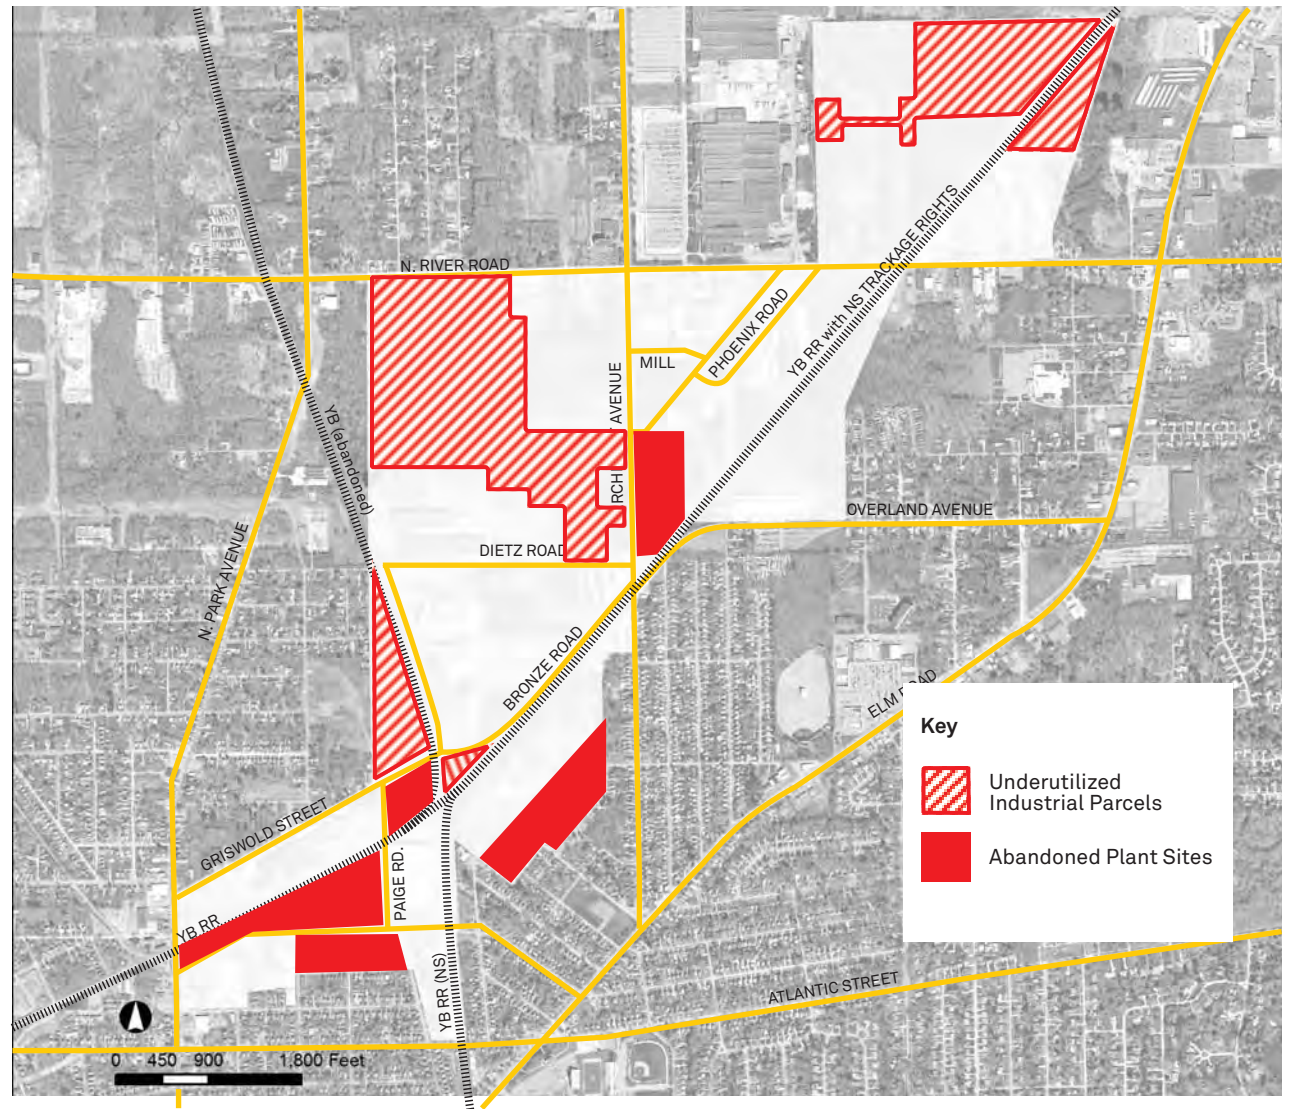 YB RR with NS TRACKAGE RIGHTS
N. RIVER ROAD
PHOENIX ROAD
MILL
RCH AVENUE
YB (abandoned)
OVERLAND AVENUE
DIETZ ROAD
N. PARK AVENUE
BRONZE ROAD
ELM ROAD
Key
Underutilized
Industrial Parcels
Abandoned Plant Sites
GRISWOLD STREET
PAIGE RD.
YB RR
YB RR (NS)
ATLANTIC STREET
0 450 900 1,800 Feet